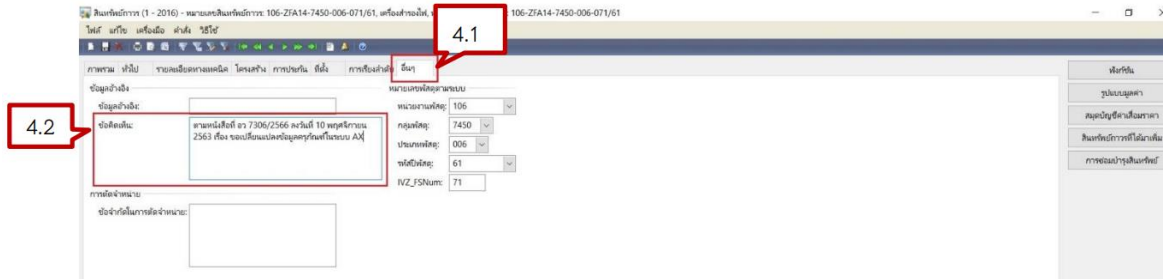 สินทรัพย์ถาวร (1 - 2016) - หมายเลขสินทรัพย์ถาวร: 106-ZFA14-7450-006-071/61, เครื่องสำรองไฟ, 106-ZFA14-7450-006-071/61
ไฟล์ แก้ไข เครื่องมือ คำสั่ง วิธีใช้
4.1
ภาพรวม ทั่วไป รายละเอียดทางเทคนิค โครงสร้าง การประกัน ที่ตั้ง การเรียงลำดับ อื่นๆ
ฟังก์ชัน
ข้อมูลอ้างอิง หมายเลขพัสดุตามระบบ
รูปแบบมูลค่า
ข้อมูลอ้างอิง: หน่วยงานพัสดุ: 106
สมุดบัญชีค่าเสื่อมราคา
4.2
ข้อคิดเห็น: ตามหนังสือที่ อว 7306/2566 ลงวันที่ 10 พฤศจิกายน
2563 เรื่อง ขอเปลี่ยนแปลงข้อมูลครุภัณฑ์ในระบบ AX
กลุ่มพัสดุ: 7450
สินทรัพย์ถาวรที่ได้มาเพิ่ม
ประเภทพัสดุ: 006
รหัสปีพัสดุ: 61
การซ่อมบำรุงสินทรัพย์
IVZ_FSNum: 71
การตัดจำหน่าย
ข้อจำกัดในการตัดจำหน่าย: